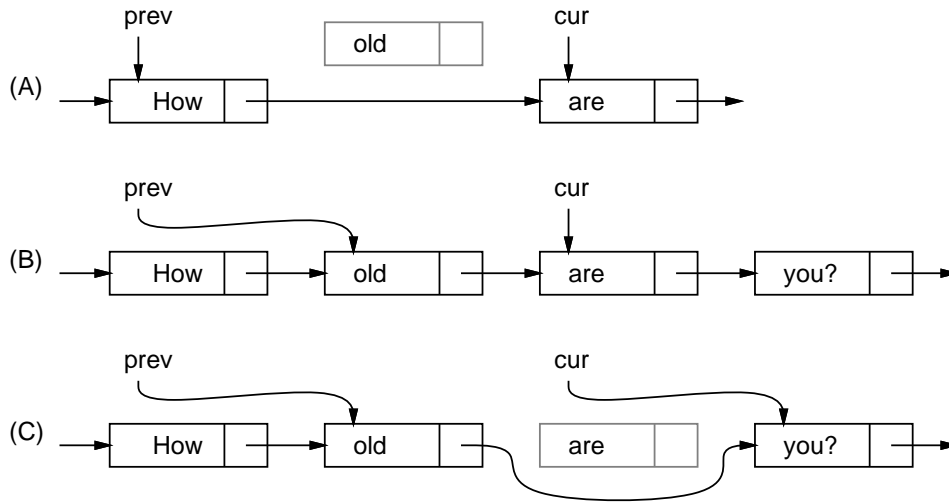 prev cur
old
(A) How are
prev cur
(B) How old are you?
prev cur
(C) How old are you?